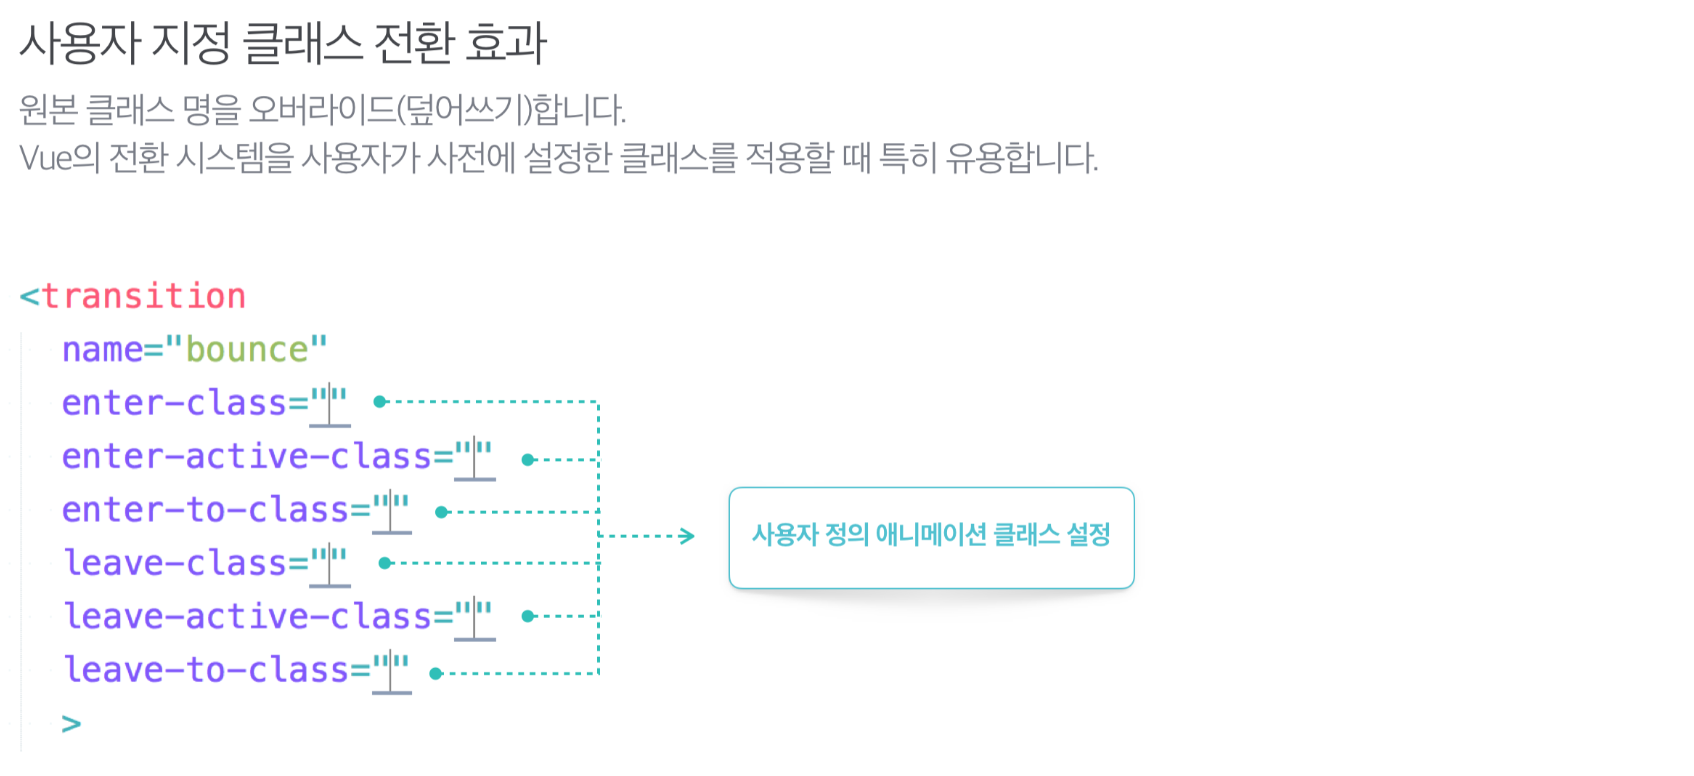 사용자 지정 클래스 전환 효과
원본 클래스 명을 오버라이드(덮어쓰기)합니다.
Vue의 전환 시스템을 사용자가 사전에 설정한 클래스를 적용할 때 특히 유용합니다.
<transition
name="bounce"
enter-class=""
enter-active-class=""
enter-to-class=""
leave-class=""
leave-active-class=""
leave-to-class=""
>
사용자 정의 애니메이션 클래스 설정